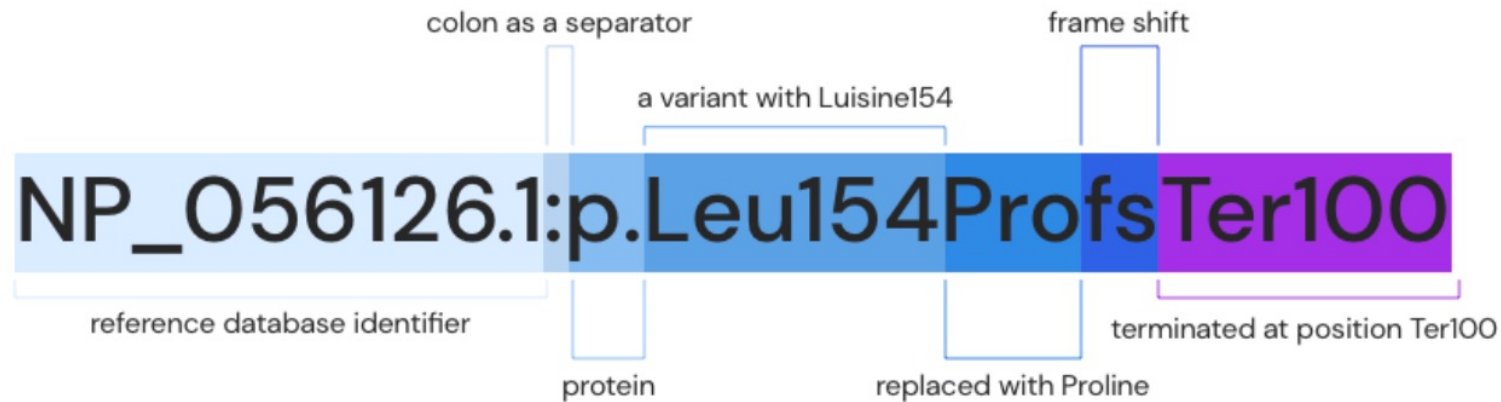 colon as a separator
frame shift
a variant with Luisine154
NP_056126.1:p.Leu154ProfsTer100
reference database identifier
terminated at position Ter100
protein
replaced with Proline